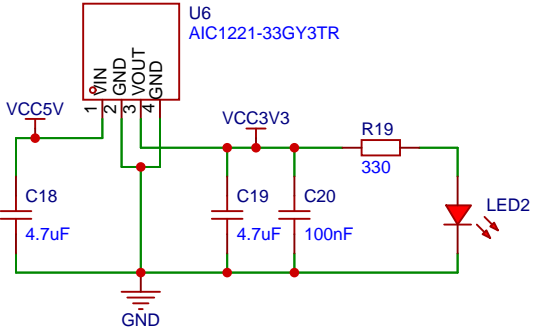 U6
AIC1221-33GY3TR
VIN
GND
VOUT
GND
1
2
3
4
VCC5V
VCC3V3
R19
330
C18
4.7uF
C19
4.7uF
C20
100nF
LED2
GND